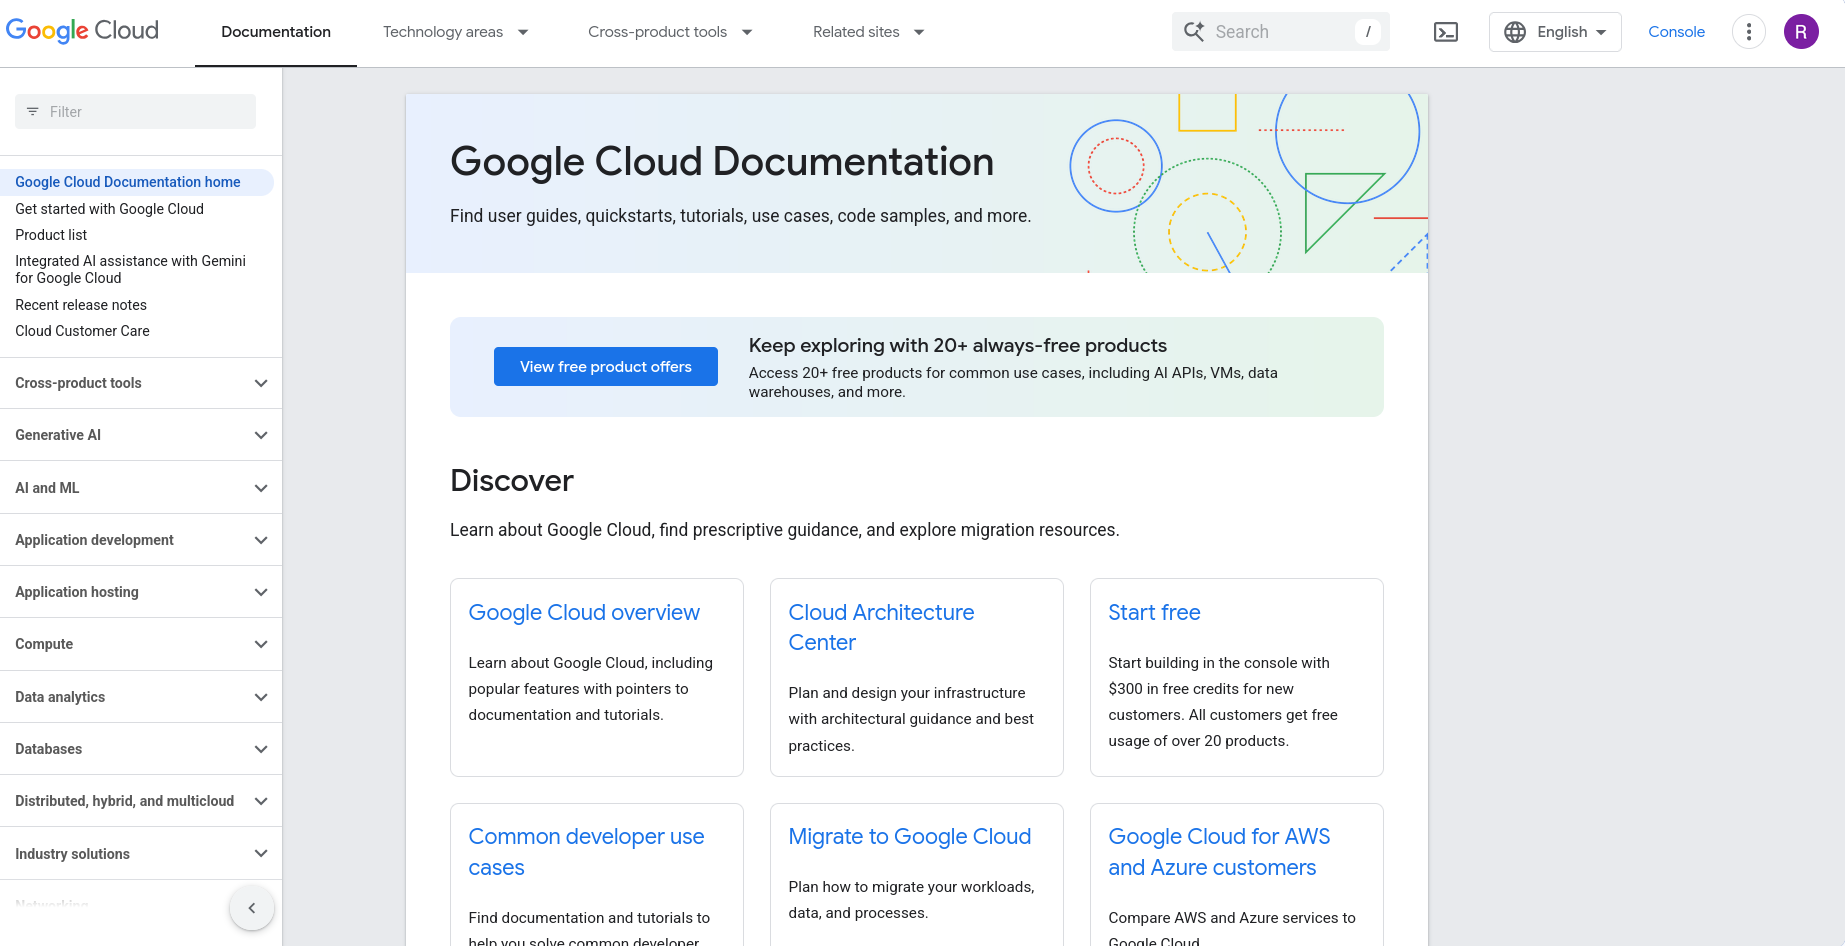 Google Cloud
Documentation
Technology areas
Cross-product tools
Related sites
Search
/
English
Console
R
Filter
Google Cloud Documentation home
Get started with Google Cloud
Product list
Integrated AI assistance with Gemini
for Google Cloud
Recent release notes
Cloud Customer Care
Cross-product tools
Generative AI
AI and ML
Application development
Application hosting
Compute
Data analytics
Databases
Distributed, hybrid, and multicloud
Industry solutions
Networking
Google Cloud Documentation
Find user guides, quickstarts, tutorials, use cases, code samples, and more.
View free product offers
Keep exploring with 20+ always-free products
Access 20+ free products for common use cases, including AI APIs, VMs, data
warehouses, and more.
Discover
Learn about Google Cloud, find prescriptive guidance, and explore migration resources.
Google Cloud overview
Learn about Google Cloud, including
popular features with pointers to
documentation and tutorials.
Cloud Architecture
Center
Plan and design your infrastructure
with architectural guidance and best
practices.
Start free
Start building in the console with
$300 in free credits for new
customers. All customers get free
usage of over 20 products.
Common developer use
cases
Find documentation and tutorials to
help you solve common developer
Migrate to Google Cloud
Plan how to migrate your workloads,
data, and processes.
Google Cloud for AWS
and Azure customers
Compare AWS and Azure services to
Google Cloud.